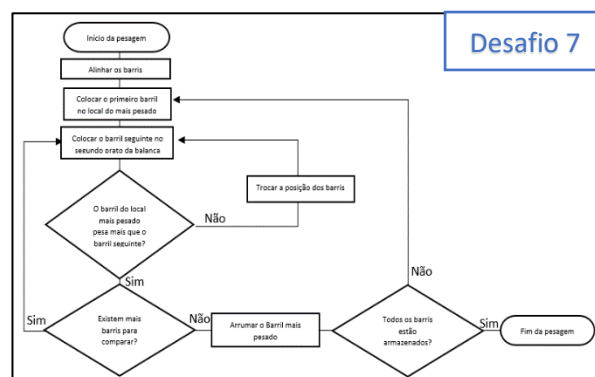 Desafio 7
Início da pesagem
Alinhar os barris
Colocar o primeiro barril
no local do mais pesado
Colocar o barril seguinte no
segundo prato da balança
Trocar a posição dos barris
O barril do local
mais pesado
pesa mais que o
barril seguinte?
Não
Sim
Não
Sim
Existem mais
barris para
comparar?
Não
Arrumar o Barril mais
pesado
Todos os barris
estão
armazenados?
Sim
Fim da pesagem